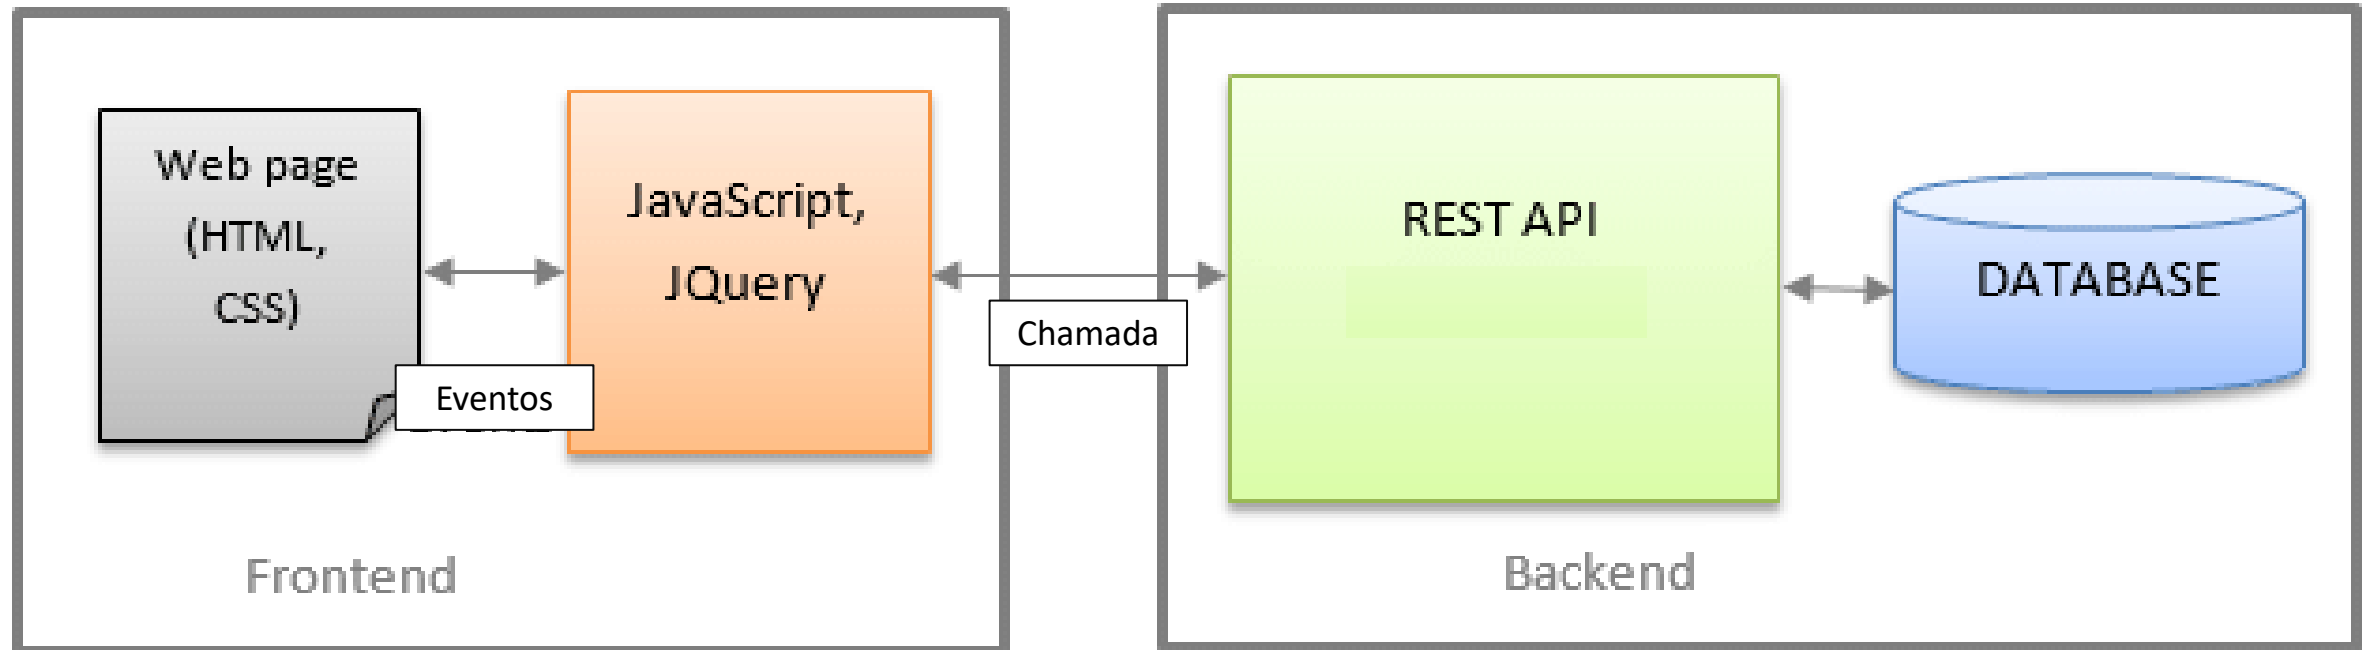 Web page
(HTML,
CSS)
Eventos
JavaScript,
JQuery
Chamada
Frontend
REST API
DATABASE
Backend